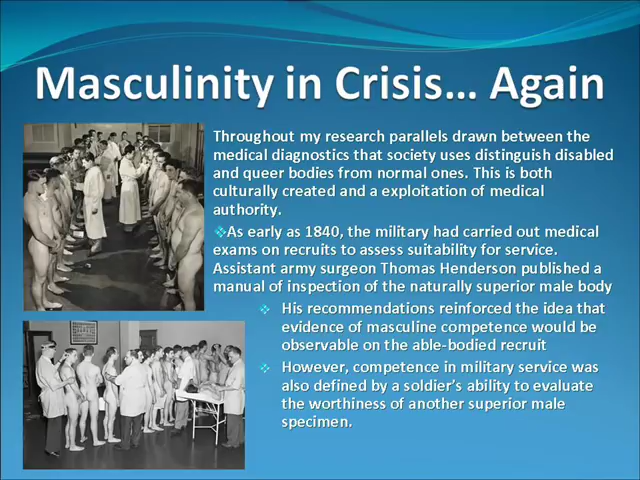 Masculinity in Crisis... Again
Throughout my research parallels drawn between the
medical diagnostics that society uses distinguish disabled
and queer bodies from normal ones. This is both
culturally created and a exploitation of medical
authority.
As early as 1840, the military had carried out medical
exams on recruits to assess suitability for service.
Assistant army surgeon Thomas Henderson published a
manual of inspection of the naturally superior male body
His recommendations reinforced the idea that
evidence of masculine competence would be
observable on the able-bodied recruit
However, competence in military service was
also defined by a soldier's ability to evaluate
the worthiness of another superior male
specimen.